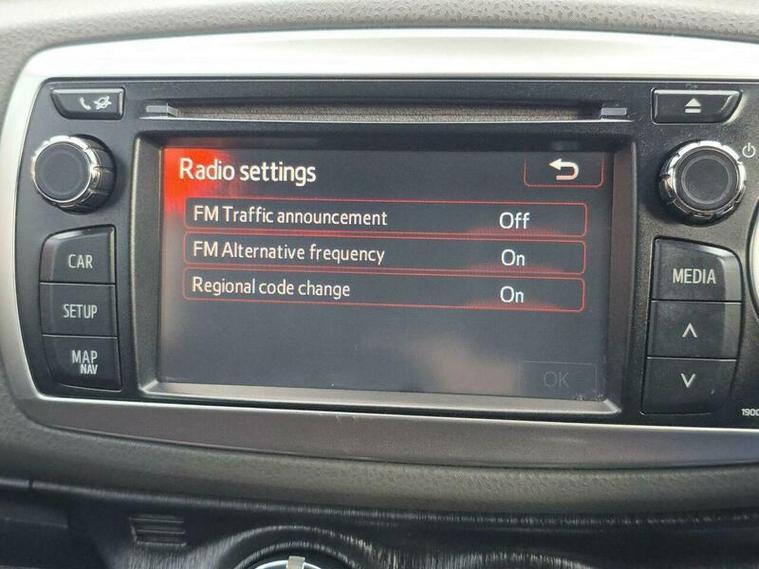 Radio settings
FM Traffic announcement Off
FM Alternative frequency On
Regional code change On
OK
CAR
SETUP
MAP
NAV
MEDIA